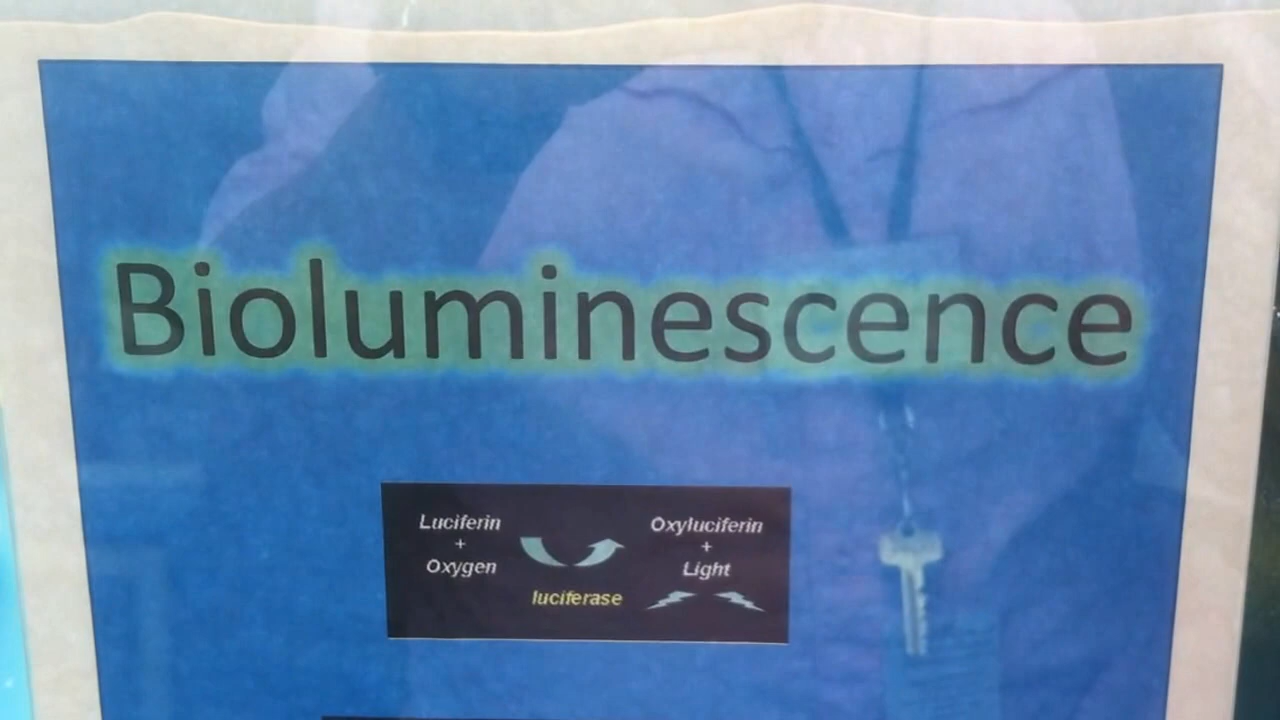 Bioluminescence
Luciferin
+
Oxygen
luciferase
Oxyluciferin
+
Light